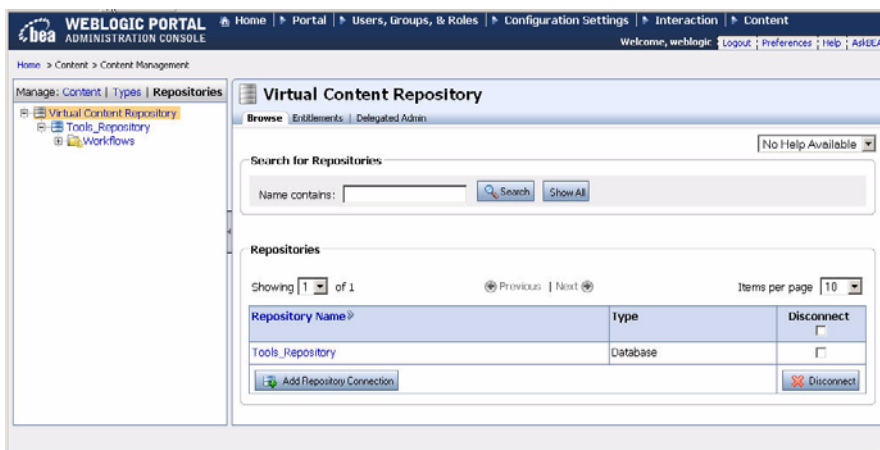 bea WEBLOGIC PORTAL ADMINISTRATION CONSOLE
Home | Portal | Users, Groups, & Roles | Configuration Settings | Interaction | Content
Welcome, weblogic Logout Preferences Help AskBEA
Home > Content > Content Management
Manage: Content | Types | Repositories
Virtual Content Repository
Tools_Repository
Workflows
Virtual Content Repository
Browse Entitlements | Delegated Admin
No Help Available
Search for Repositories
Name contains: Search Show All
Repositories
Showing 1 of 1 Previous | Next Items per page 10
Repository Name Type Disconnect
Tools_Repository Database
Add Repository Connection Disconnect